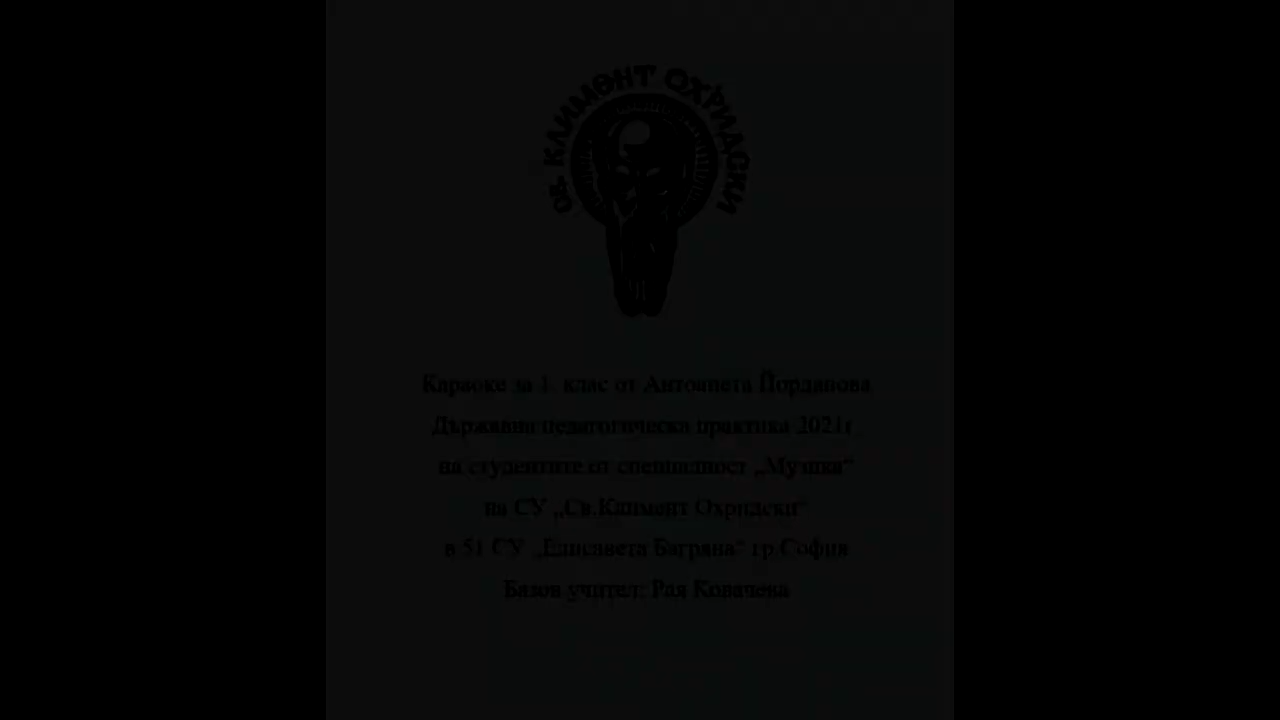 СВ. КЛИМЕНТ ОХРИДСКИ
Караоке за 1. клас от Антоанета Йорданова
Държавна педагогическа практика 2021г
на студентите от специалност „Музика“
на СУ „Св.Климент Охридски“
в 51 СУ „Елисавета Багряна“ гр.София
Базов учител: Рая Ковачева